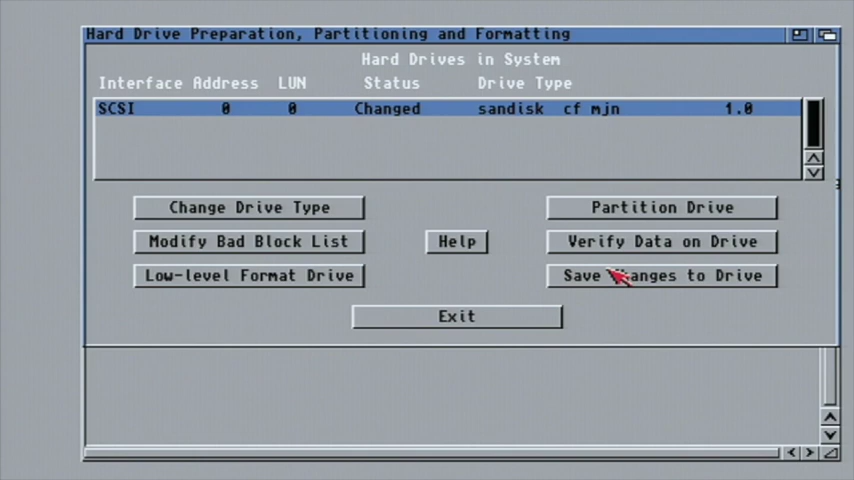 Hard Drive Preparation, Partitioning and Formatting
Hard Drives in System
Interface Address LUN Status Drive Type
SCSI 0 0 Changed sandisk cf mjn 1.0
Change Drive Type Partition Drive
Modify Bad Block List Help Verify Data on Drive
Low-level Format Drive Save Changes to Drive
Exit